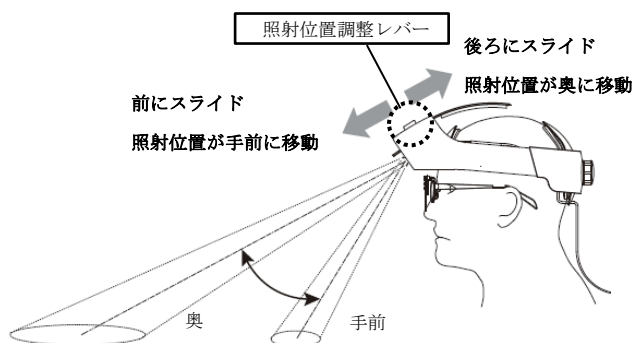 照射位置調整レバー
後ろにスライド
照射位置が奥に移動
前にスライド
照射位置が手前に移動
奥
手前